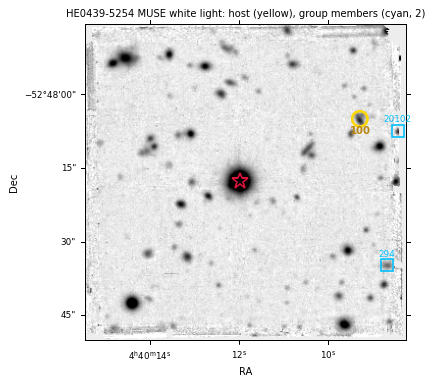 HE0439-5254 MUSE white light: host (yellow), group members (cyan, 2)
Dec
−52°48'00"
15"
30"
45"
20102
100
294
4ʰ40ᵐ14ˢ
12ˢ
10ˢ
RA